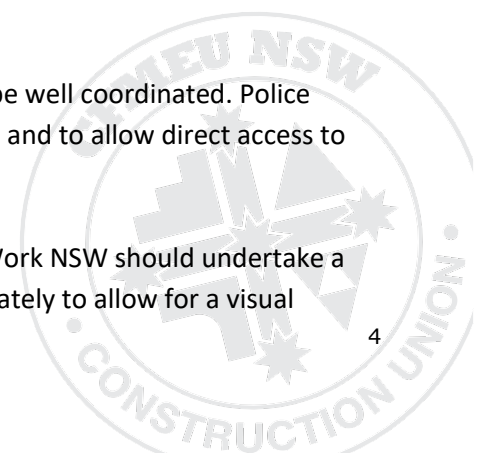 CFMEU NSW
be well coordinated. Police
and to allow direct access to
Work NSW should undertake a
ately to allow for a visual
4
• CONSTRUCTION UNION •